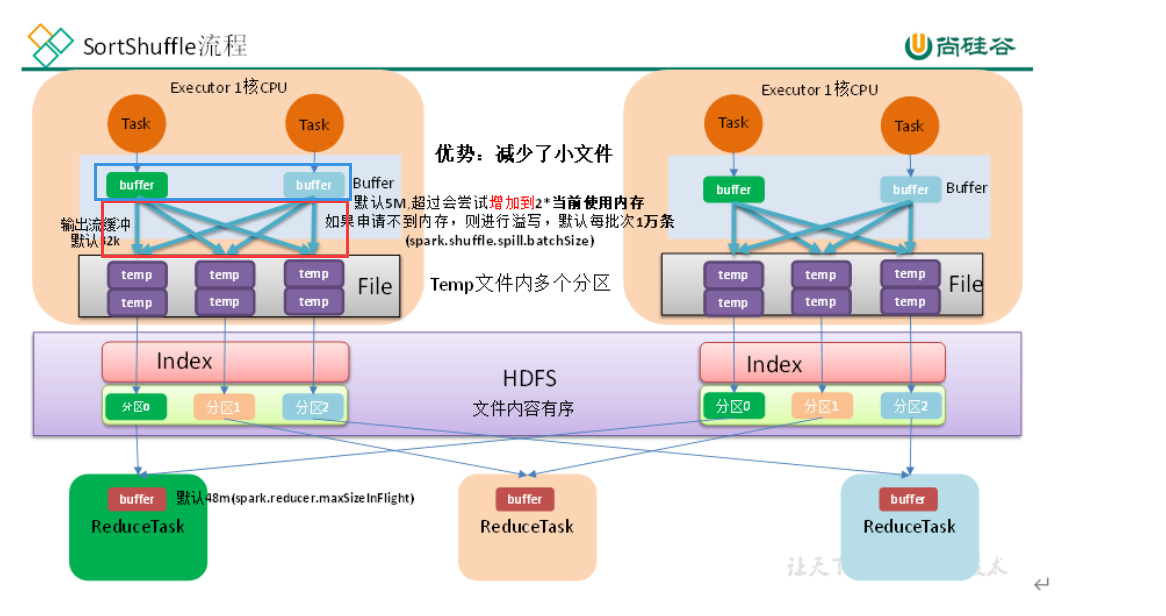 SortShuffle流程
尚硅谷
Executor 1核CPU
Executor 1核CPU
Task
Task
Task
Task
优势：减少了小文件
buffer
buffer
Buffer
buffer
buffer
Buffer
默认5M,超过会尝试增加到2*当前使用内存
如果申请不到内存，则进行溢写，默认每批次1万条
(spark.shuffle.spill.batchSize)
输出流缓冲
默认32k
temp
temp
temp
temp
temp
temp
File
Temp文件内多个分区
temp
temp
temp
temp
temp
temp
File
Index
Index
HDFS
文件内容有序
分区0
分区1
分区2
分区0
分区1
分区2
buffer
默认48m(spark.reducer.maxSizeInFlight)
ReduceTask
buffer
ReduceTask
buffer
ReduceTask
让天